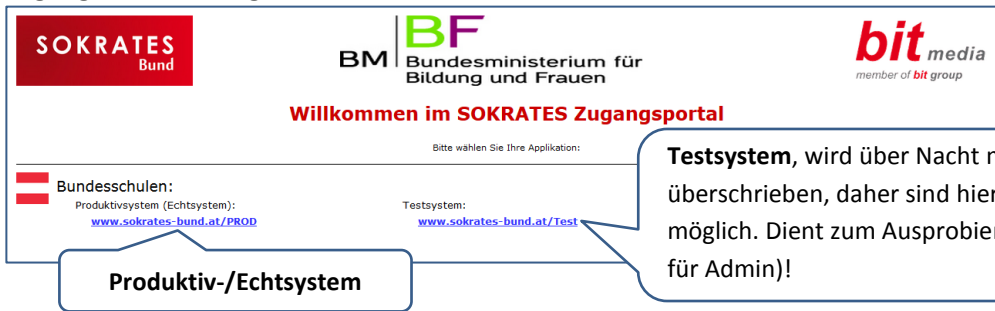 SOKRATES
Bund
BM BF
Bundesministerium für
Bildung und Frauen
bit media
member of bit group
Willkommen im SOKRATES Zugangsportal
Bitte wählen Sie Ihre Applikation:
Bundesschulen:
Produktivsystem (Echtsystem):
www.sokrates-bund.at/PROD
Testsystem:
www.sokrates-bund.at/Test
Produktiv-/Echtsystem
Testsystem, wird über Nacht
überschrieben, daher sind hier
möglich. Dient zum
für Admin)!